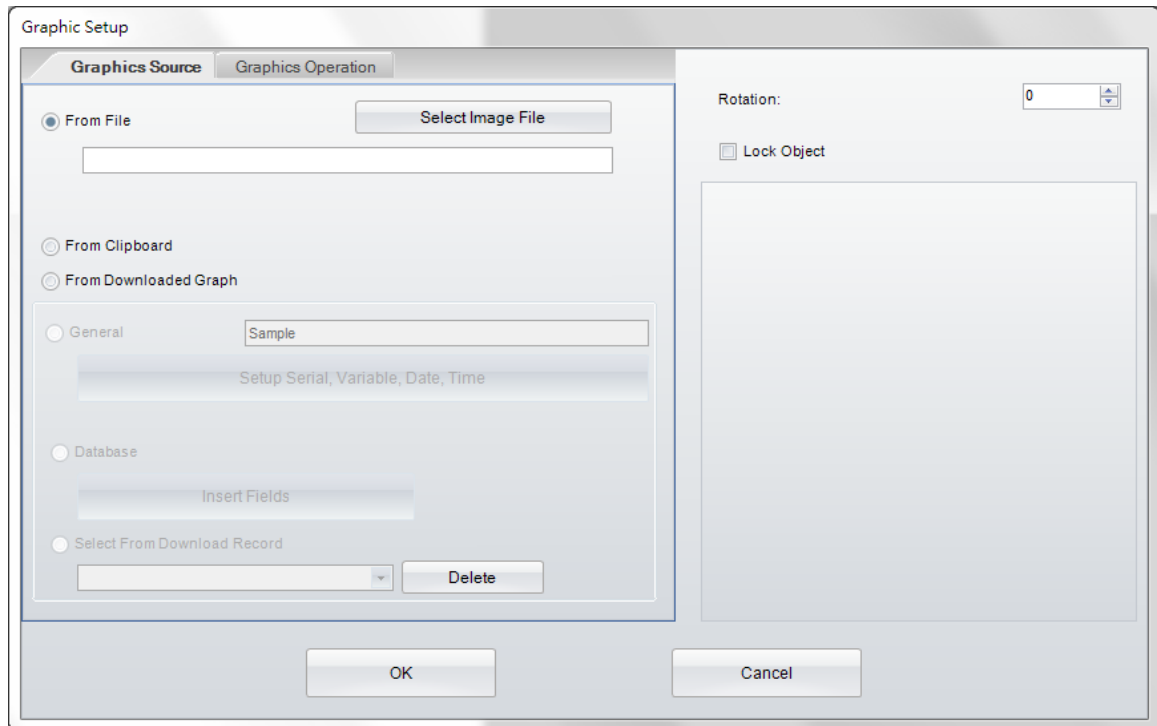 Graphic Setup
Graphics Source
Graphics Operation
From File
Select Image File
From Clipboard
From Downloaded Graph
General
Sample
Setup Serial, Variable, Date, Time
Database
Insert Fields
Select From Download Record
Delete
Rotation:
0
Lock Object
OK
Cancel